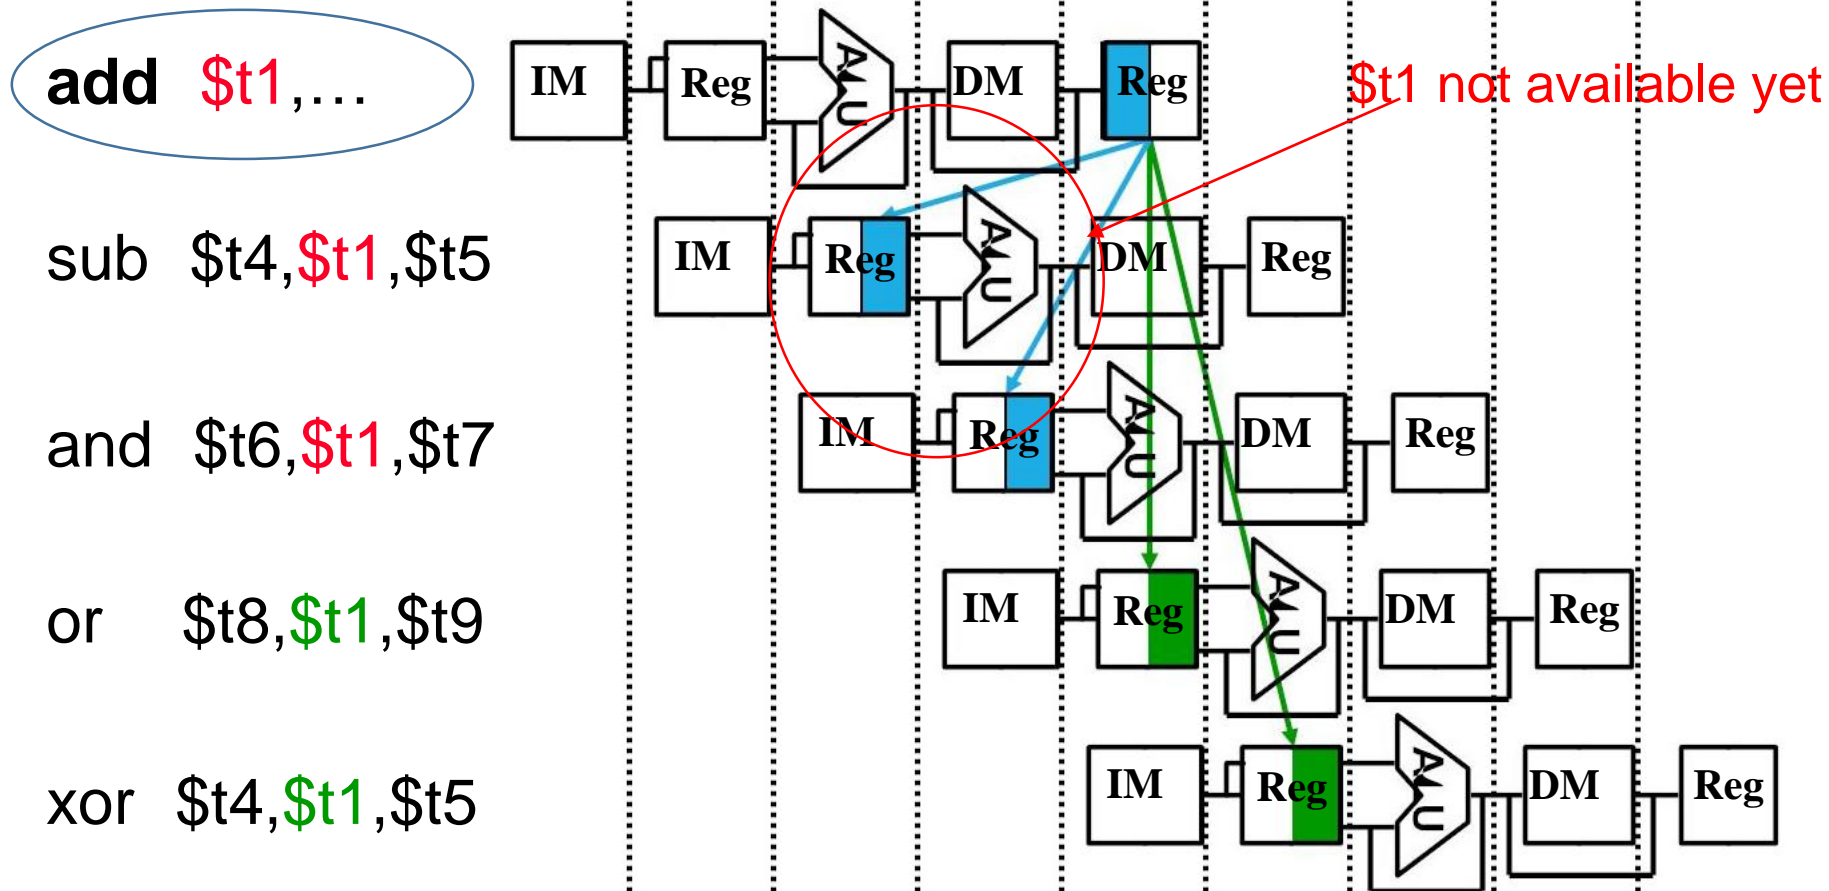 add $t1,…
IM Reg ALU DM Reg
$t1 not available yet
sub $t4,$t1,$t5
IM Reg ALU DM Reg
and $t6,$t1,$t7
IM Reg ALU DM Reg
or $t8,$t1,$t9
IM Reg ALU DM Reg
xor $t4,$t1,$t5
IM Reg ALU DM Reg